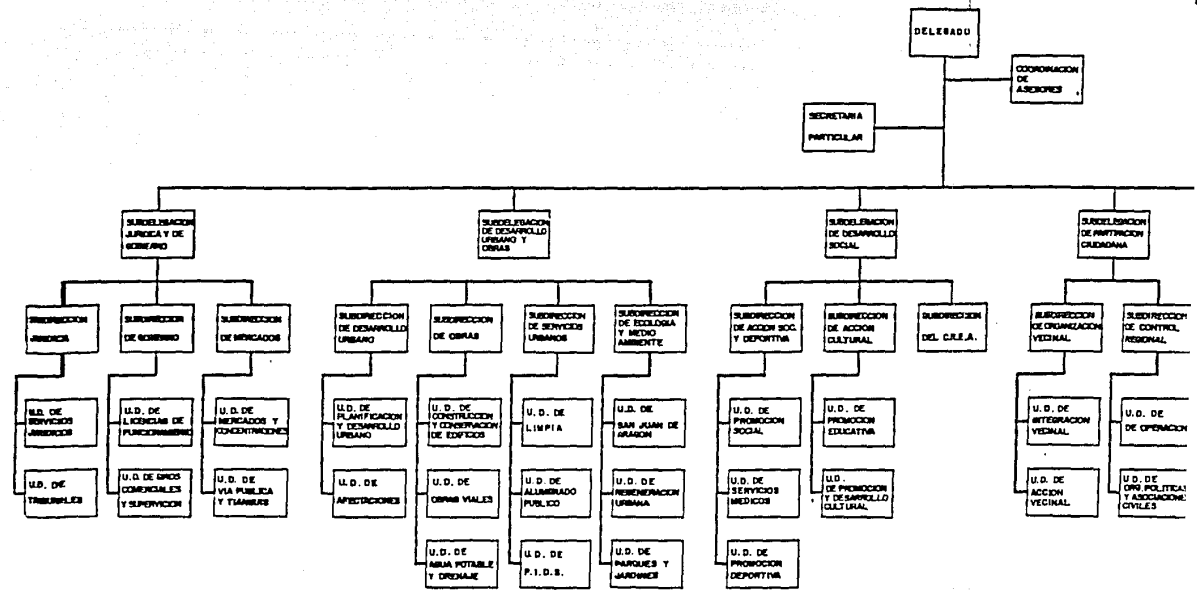 DELEGADO
COORDINACION
DE
ASESORES
SECRETARIA
PARTICULAR
SUBDELEGACION
JURIDICA Y DE
GOBIERNO
SUBDELEGACION
DE DESARROLLO
URBANO Y
OBRAS
SUBDELEGACION
DE DESARROLLO
SOCIAL
SUBDELEGACION
DE PARTIPACION
CIUDADANA
SUBDIRECCION
JURIDICA
SUBDIRECCION
DE GOBIERNO
SUBDIRECCION
DE MERCADOS
SUBDIRECCION
DE DESARROLLO
URBANO
SUBDIRECCION
DE OBRAS
SUBDIRECCION
DE SERVICIOS
URBANOS
SUBDIRECCION
DE ECOLOGIA
Y MEDIO
AMBIENTE
SUBDIRECCION
DE ACCION SOC.
Y DEPORTIVA
SUBDIRECCION
DE ACCION
CULTURAL
SUBDIRECCION
DEL C.R.E.A.
SUBDIRECCION
DE ORGANIZACION
VECINAL
SUBDIRECCION
DE CONTROL
REGIONAL
U.D. DE
SERVICIOS
JURIDICOS
U.D. DE
LICENCIAS DE
FUNCIONAMIENTO
U.D. DE
MERCADOS Y
CONCENTRACIONES
U.D. DE
PLANIFICACION
Y DESARROLLO
URBANO
U.D. DE
CONSTRUCCION
Y CONSERVACION
DE EDIFICIOS
U.D. DE
LIMPIA
U.D. DE
SAN JUAN DE
ARAGON
U.D. DE
PROMOCION
SOCIAL
U.D. DE
PROMOCION
EDUCATIVA
U.D. DE
INTEGRACION
VECINAL
U.D. DE
DE OPERACION
U.D. DE
TRIBUNALES
U.D. DE GIROS
COMERCIALES
Y SUPERVICION
U.D. DE
VIA PUBLICA
Y TIANGUIS
U.D. DE
AFECTACIONES
U.D. DE
OBRAS VIALES
U.D. DE
ALUMBRADO
PUBLICO
U.D. DE
REGENERACION
URBANA
U.D. DE
SERVICIOS
MEDICOS
U.D.
DE PROMOCION
Y DESARROLLO
CULTURAL
U.D. DE
ACCION
VECINAL
U.D. DE
ORG. POLITICAS
Y ASOCIACIONES
CIVILES
U.D. DE
AGUA POTABLE
Y DRENAJE
U.D. DE
P.I.D.S.
U.D. DE
PARQUES Y
JARDINES
U.D. DE
PROMOCION
DEPORTIVA